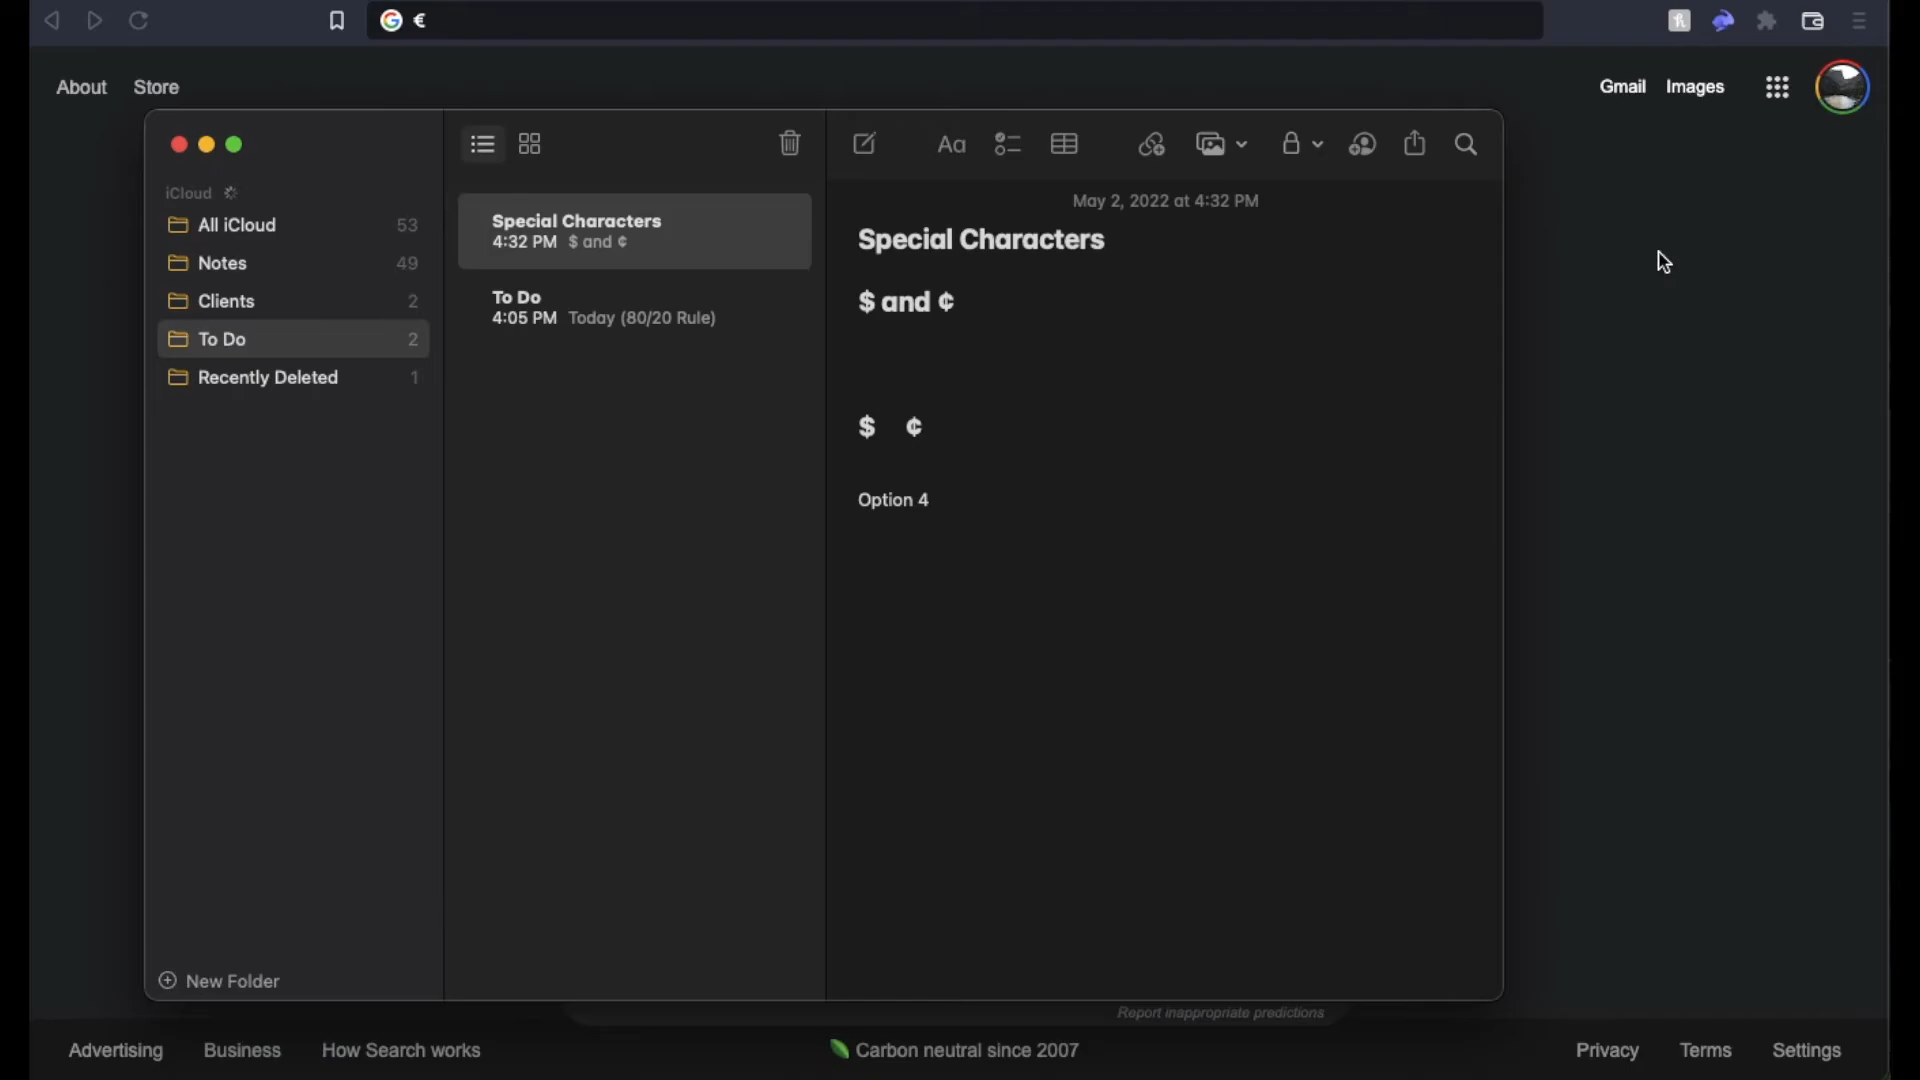 €
About Store
Gmail Images
iCloud
All iCloud 53
Notes 49
Clients 2
To Do 2
Recently Deleted 1
New Folder
Special Characters
4:32 PM $ and ¢
To Do
4:05 PM Today (80/20 Rule)
Aa
May 2, 2022 at 4:32 PM
Special Characters
$ and ¢
$ ¢
Option 4
Report inappropriate predictions
Advertising Business How Search works
Carbon neutral since 2007
Privacy Terms Settings